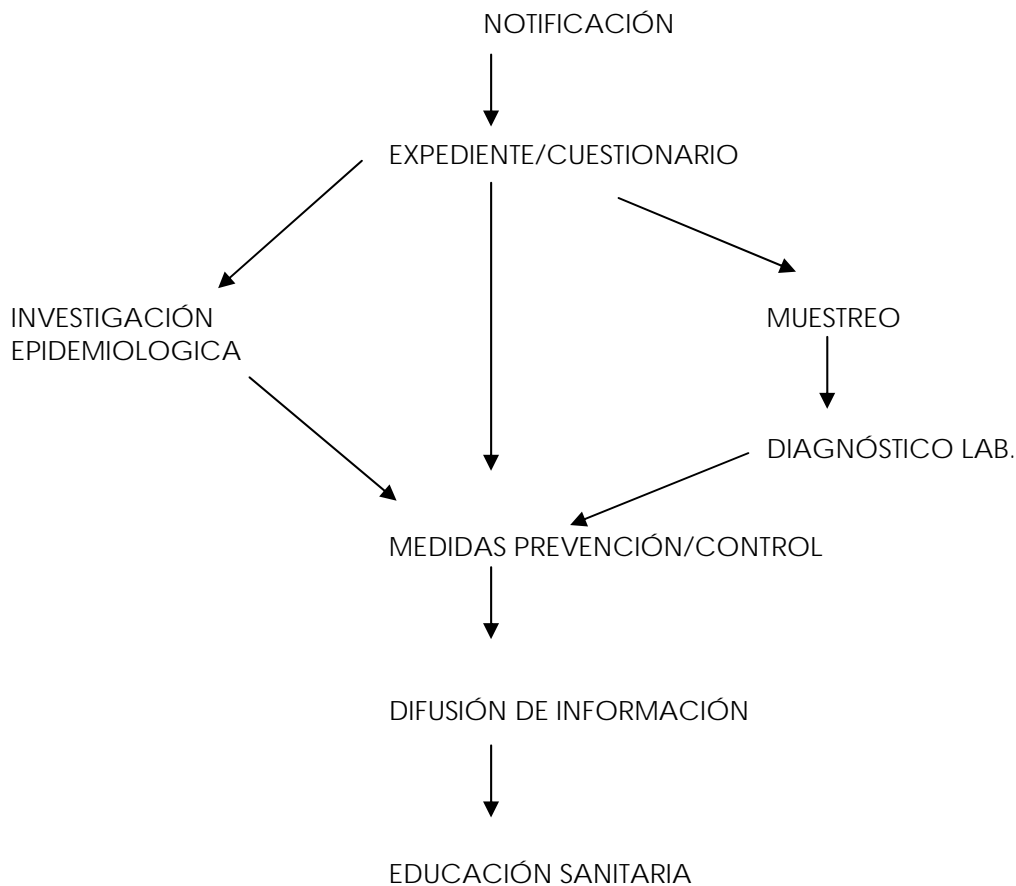 NOTIFICACIÓN
EXPEDIENTE/CUESTIONARIO
INVESTIGACIÓN
EPIDEMIOLOGICA
MUESTREO
DIAGNÓSTICO LAB.
MEDIDAS PREVENCIÓN/CONTROL
DIFUSIÓN DE INFORMACIÓN
EDUCACIÓN SANITARIA